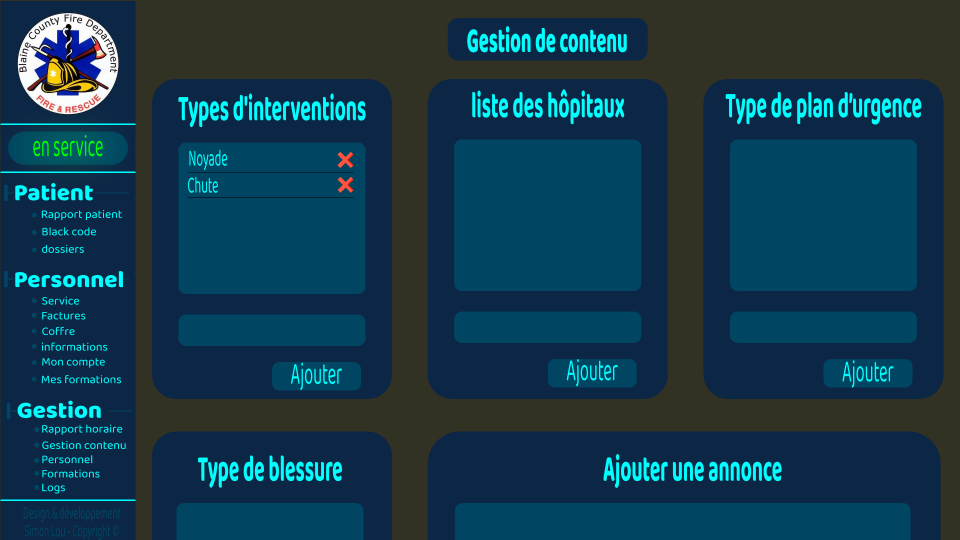 Blaine County Fire Department
FIRE & RESCUE
en service
Patient
Rapport patient
Black code
dossiers
Personnel
Service
Factures
Coffre
informations
Mon compte
Mes formations
Gestion
Rapport horaire
Gestion contenu
Personnel
Formations
Logs
Design & développement
Simon Lou - Copyright ©
Gestion de contenu
Types d'interventions
Noyade
Chute
Ajouter
liste des hôpitaux
Ajouter
Type de plan d’urgence
Ajouter
Type de blessure
Ajouter une annonce